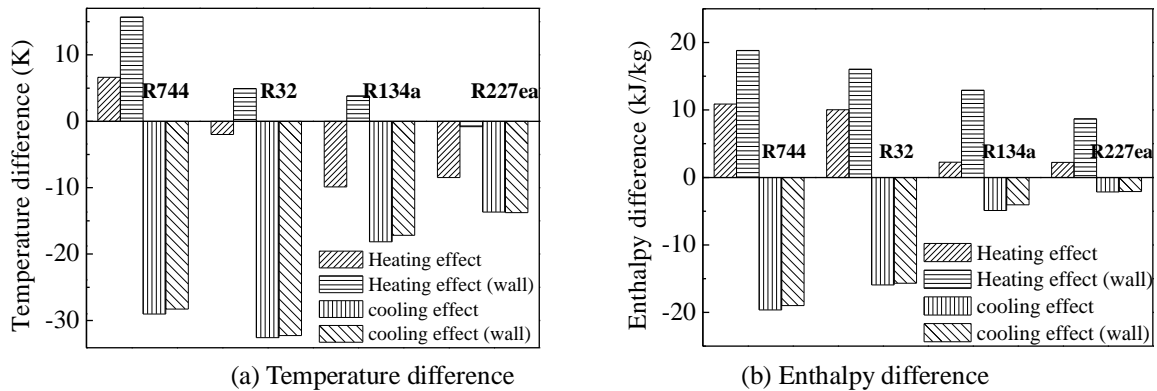 Temperature difference (K)
15
10
5
0
-10
-20
-30
R744
R32
R134a
R227ea
Heating effect
Heating effect (wall)
cooling effect
cooling effect (wall)
(a) Temperature difference
Enthalpy difference (kJ/kg)
20
10
0
-10
-20
R744
R32
R134a
R227ea
Heating effect
Heating effect (wall)
cooling effect
cooling effect (wall)
(b) Enthalpy difference